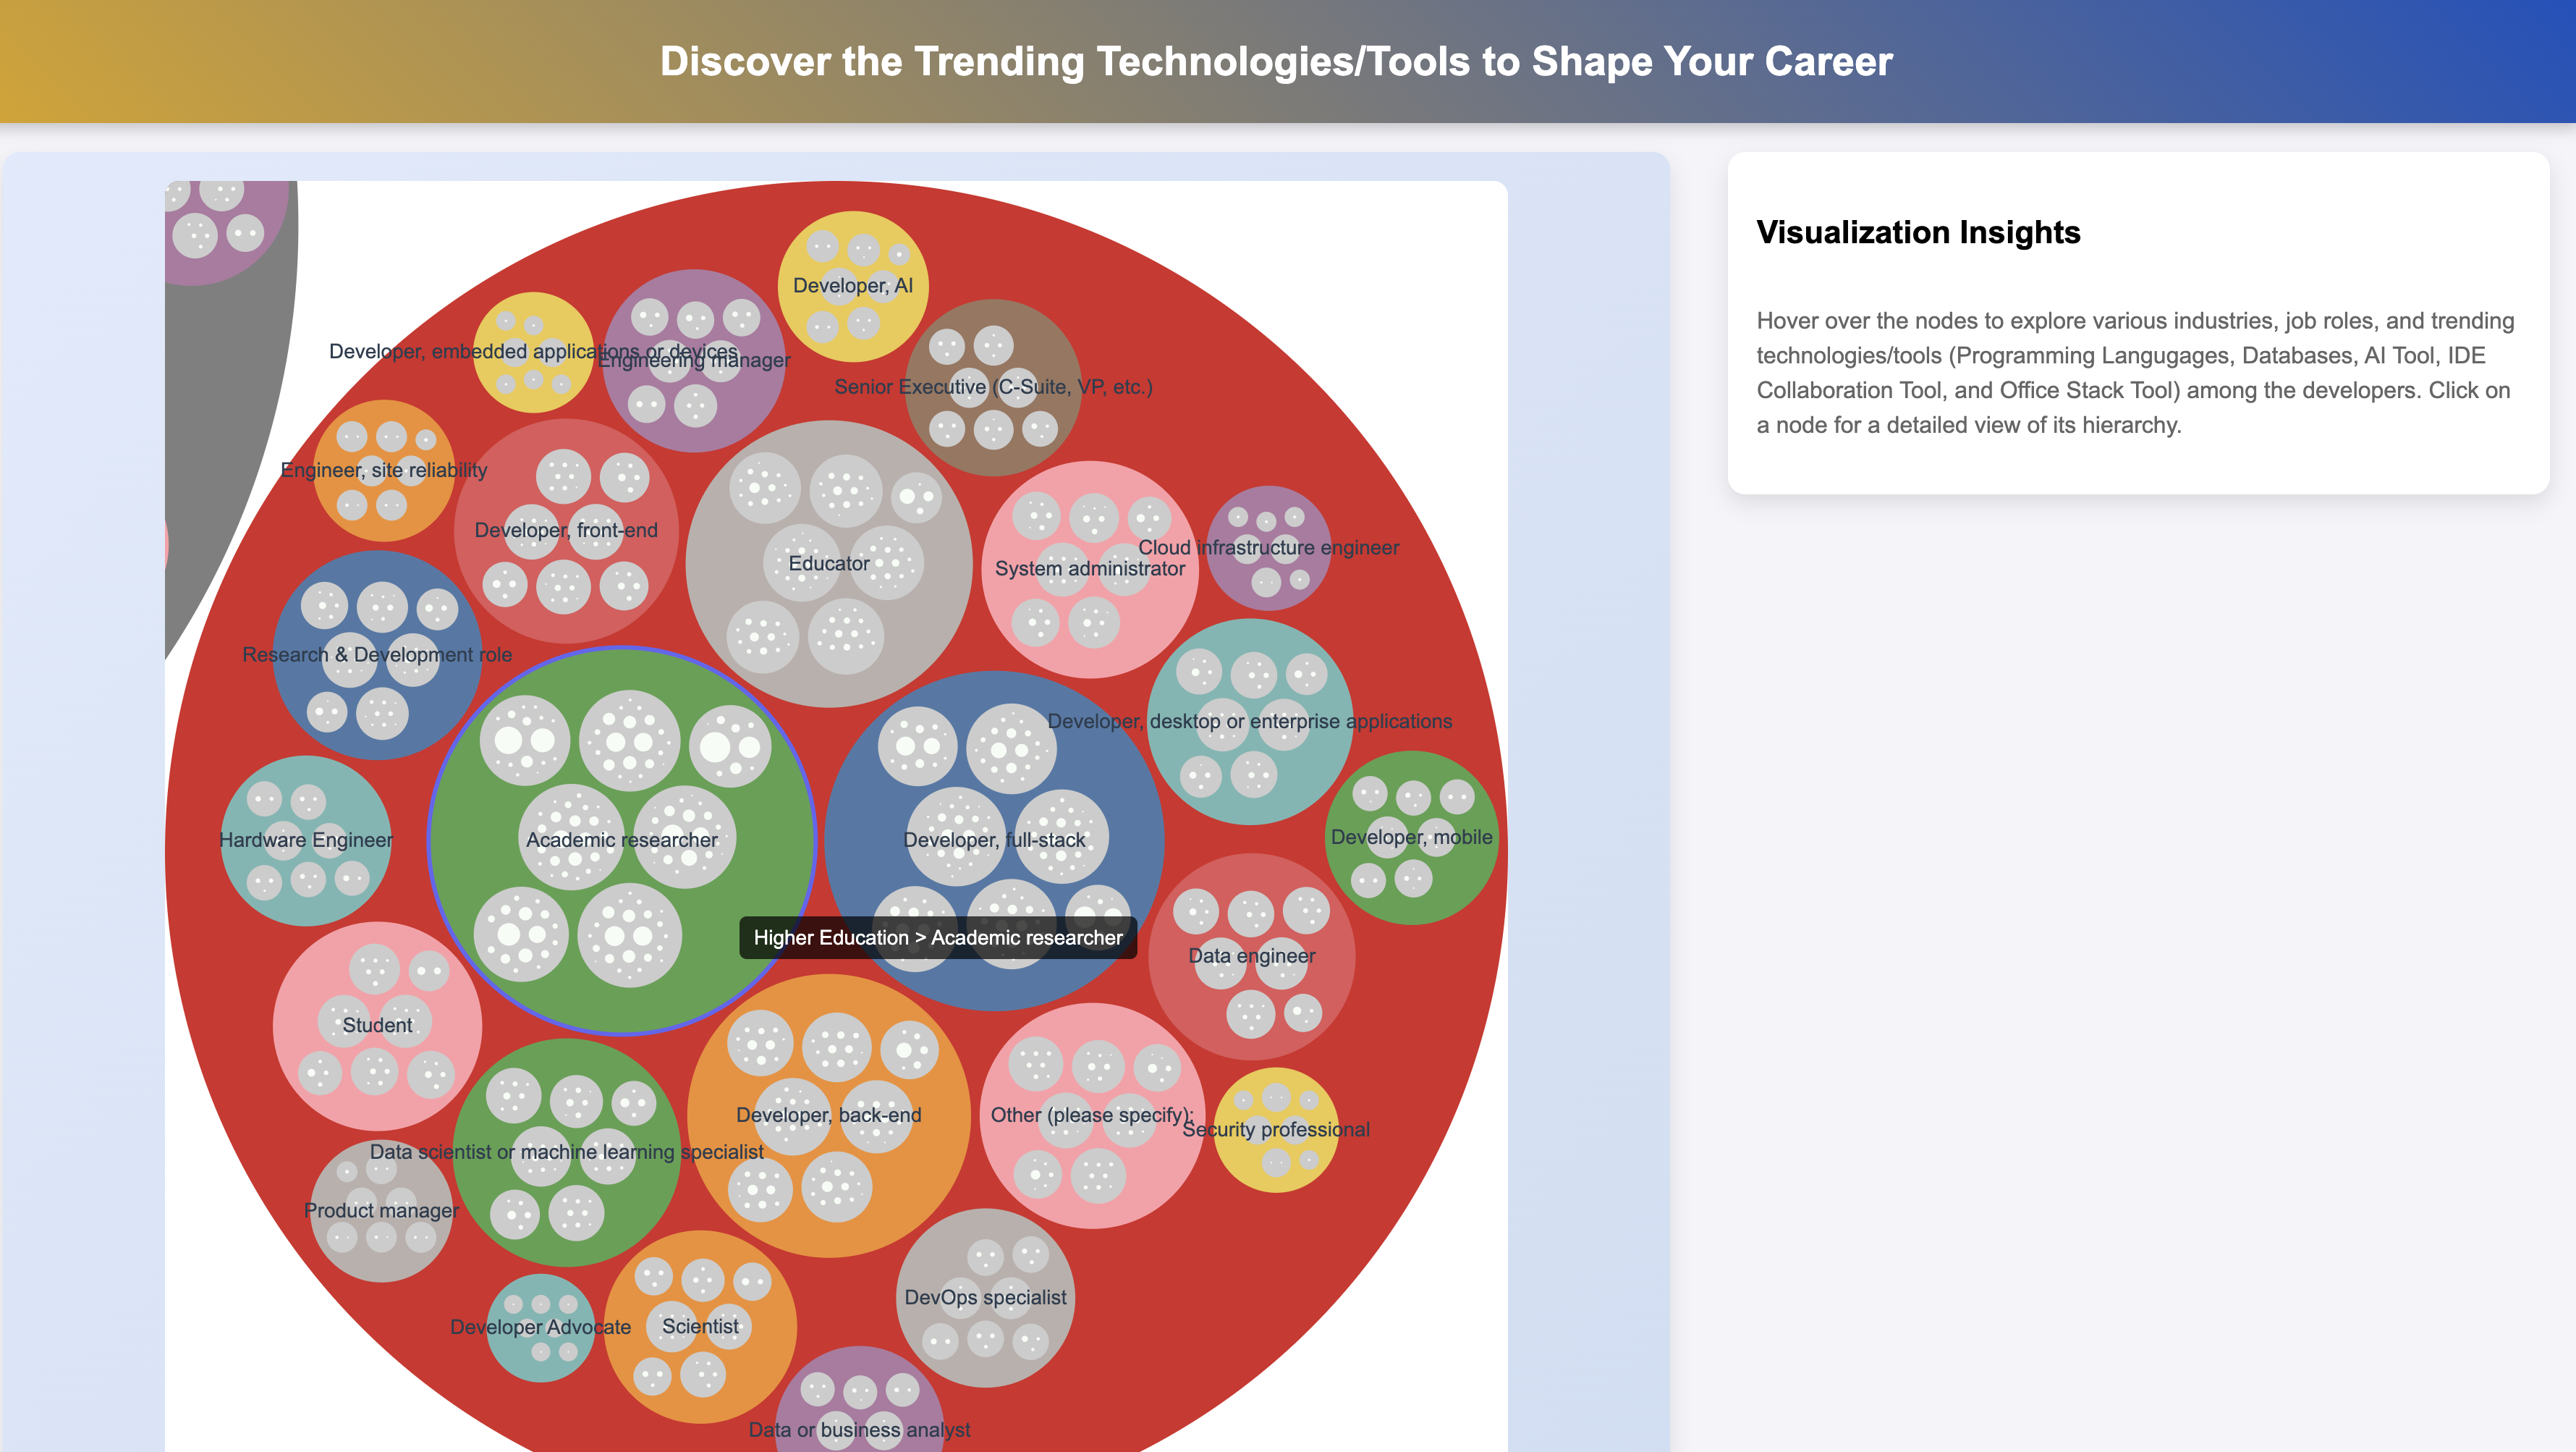 Discover the Trending Technologies/Tools to Shape Your Career
Visualization Insights
Hover over the nodes to explore various industries, job roles, and trending
technologies/tools (Programming Langugages, Databases, AI Tool, IDE
Collaboration Tool, and Office Stack Tool) among the developers. Click on
a node for a detailed view of its hierarchy.
Developer, AI
Developer, embedded applications or devices
Engineering manager
Senior Executive (C-Suite, VP, etc.)
Engineer, site reliability
Developer, front-end
Educator
System administrator
Cloud infrastructure engineer
Research & Development role
Developer, desktop or enterprise applications
Hardware Engineer
Academic researcher
Developer, full-stack
Developer, mobile
Higher Education > Academic researcher
Data engineer
Student
Developer, back-end
Other (please specify):
Security professional
Data scientist or machine learning specialist
Product manager
DevOps specialist
Developer Advocate
Scientist
Data or business analyst